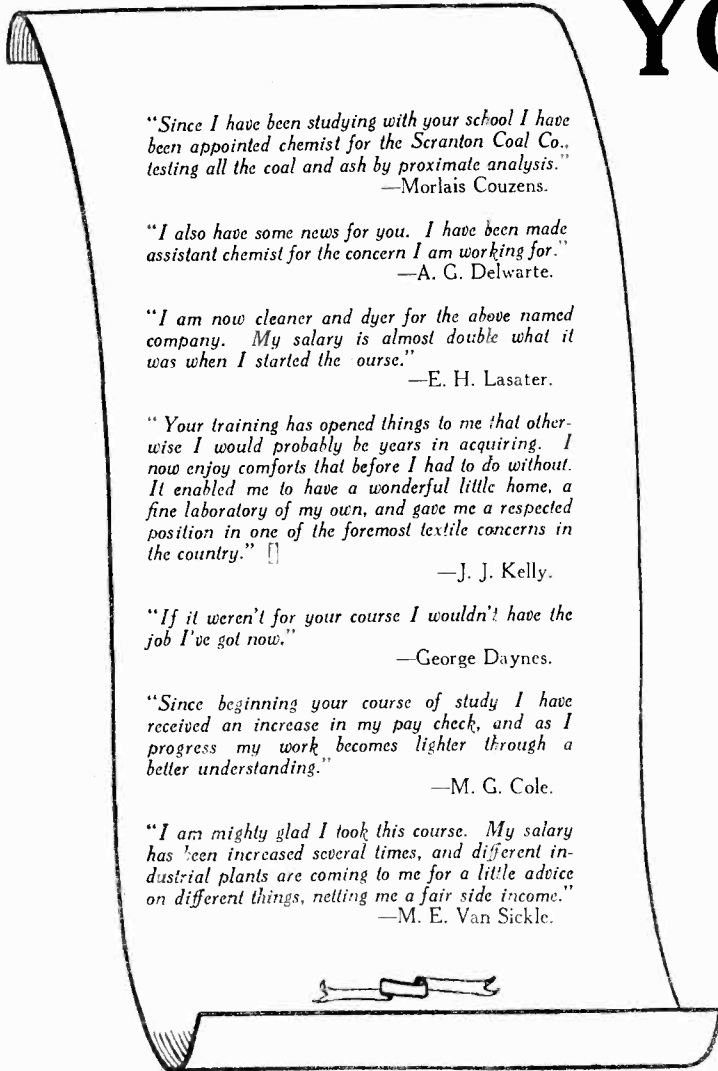 YO
"Since I have been studying with your school I have
been appointed chemist for the Scranton Coal Co.,
testing all the coal and ash by proximate analysis."
—Morlais Couzens.
"I also have some news for you. I have been made
assistant chemist for the concern I am working for."
—A. G. Delwarte.
"I am now cleaner and dyer for the above named
company. My salary is almost double what it
was when I started the ourse."
—E. H. Lasater.
" Your training has opened things to me that other-
wise I would probably be years in acquiring. I
now enjoy comforts that before I had to do without.
It enabled me to have a wonderful little home, a
fine laboratory of my own, and gave me a respected
position in one of the foremost textile concerns in
the country."
—J. J. Kelly.
"If it weren't for your course I wouldn't have the
job I've got now."
—George Daynes.
"Since beginning your course of study I have
received an increase in my pay check, and as I
progress my work becomes lighter through a
better understanding."
—M. G. Cole.
"I am mighty glad I took this course. My salary
has been increased several times, and different in-
dustrial plants are coming to me for a little advice
on different things, netting me a fair side income."
—M. E. Van Sickle.